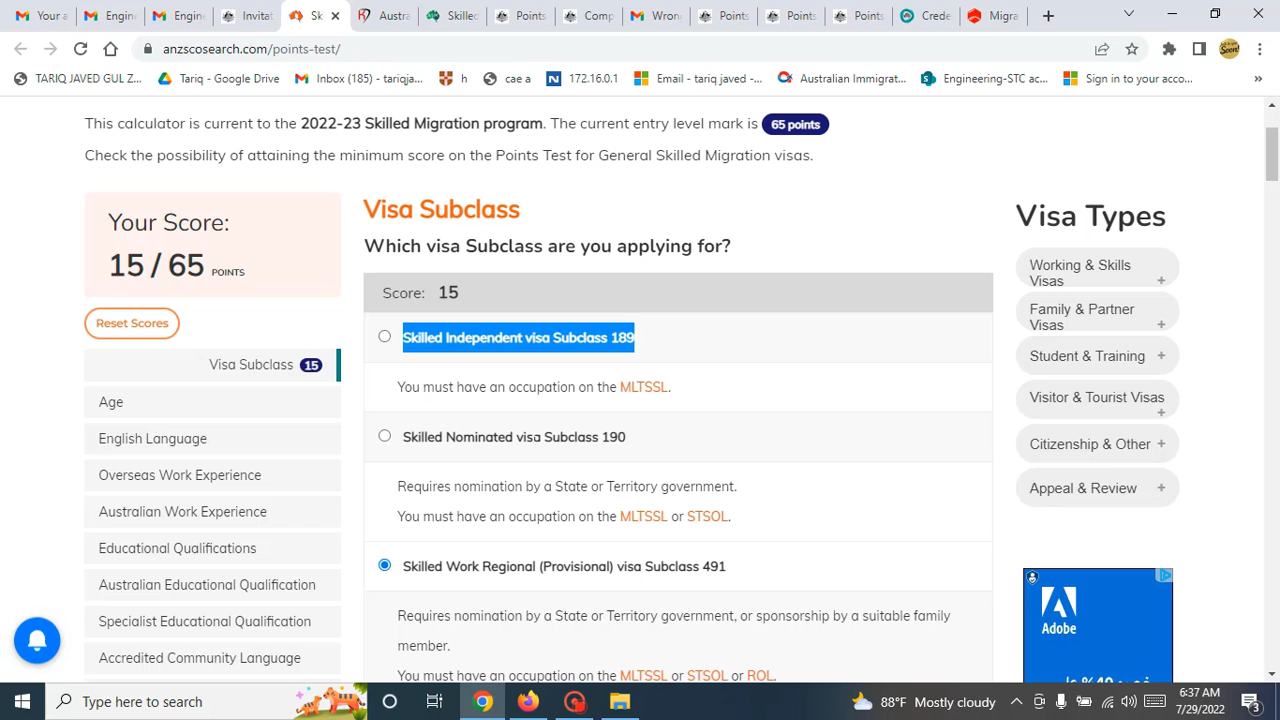 Your a
Engine
Engine
Invitat
Sk
Austra
Skilled
Points
Comp
Wron
Points
Points
Points
Crede
Migra
anzscosearch.com/points-test/
TARIQ JAVED GUL Z...
Tariq - Google Drive
Inbox (185) - tariqja...
h
cae a
172.16.0.1
Email - tariq javed -...
Australian Immigrat...
Engineering-STC ac...
Sign in to your acco...
This calculator is current to the 2022-23 Skilled Migration program. The current entry level mark is 65 points
Check the possibility of attaining the minimum score on the Points Test for General Skilled Migration visas.
Your Score:
15 / 65 POINTS
Reset Scores
Visa Subclass 15
Age
English Language
Overseas Work Experience
Australian Work Experience
Educational Qualifications
Australian Educational Qualification
Specialist Educational Qualification
Accredited Community Language
Visa Subclass
Which visa Subclass are you applying for?
Score: 15
Skilled Independent visa Subclass 189
You must have an occupation on the MLTSSL.
Skilled Nominated visa Subclass 190
Requires nomination by a State or Territory government.
You must have an occupation on the MLTSSL or STSOL.
Skilled Work Regional (Provisional) visa Subclass 491
Requires nomination by a State or Territory government, or sponsorship by a suitable family
member.
You must have an occupation on the MLTSSL or STSOL or ROL.
Visa Types
Working & Skills
Visas +
Family & Partner
Visas +
Student & Training +
Visitor & Tourist Visas
+
Citizenship & Other +
Appeal & Review +
Adobe
Type here to search
88°F Mostly cloudy
6:37 AM
7/29/2022
3